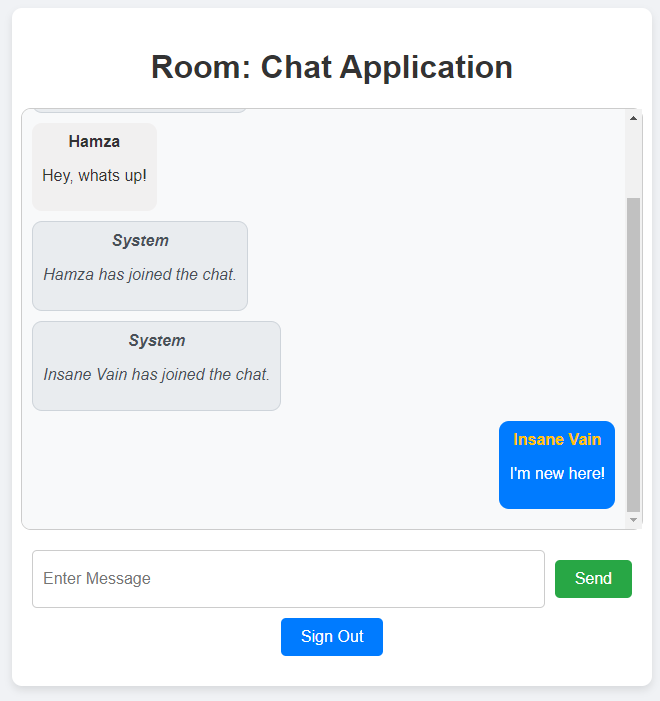 Room: Chat Application
Hamza
Hey, whats up!
System
Hamza has joined the chat.
System
Insane Vain has joined the chat.
Insane Vain
I'm new here!
Enter Message
Send
Sign Out